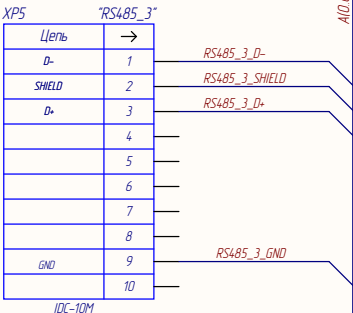 XP5 "RS485_3"
Цепь →
D- 1 RS485_3_D-
SHIELD 2 RS485_3_SHIELD
D+ 3 RS485_3_D+
4
5
6
7
8
GND 9 RS485_3_GND
10
IDC-10M